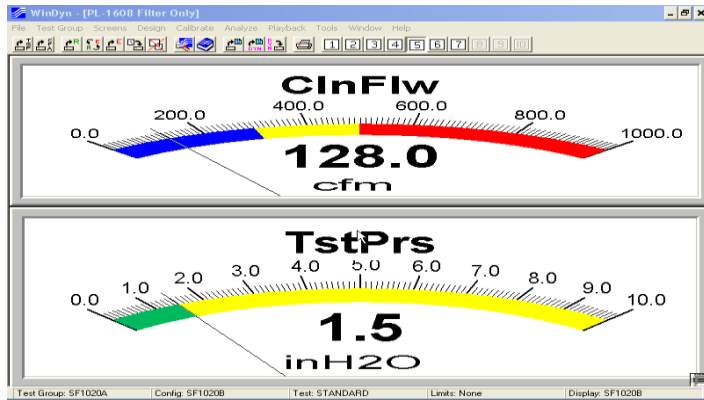 WinDyn - [PL-1608 Filter Only]
File Test Group Screens Design Calibrate Analyze Playback Tools Window Help
1 2 3 4 5 6 7 8 9 10
ClnFlw
0.0 200.0 400.0 600.0 800.0 1000.0
128.0
cfm
TstPrs
0.0 1.0 2.0 3.0 4.0 5.0 6.0 7.0 8.0 9.0 10.0
1.5
inH2O
Test Group: SF1020A Config: SF1020B Test: STANDARD Limits: None Display: SF1020B